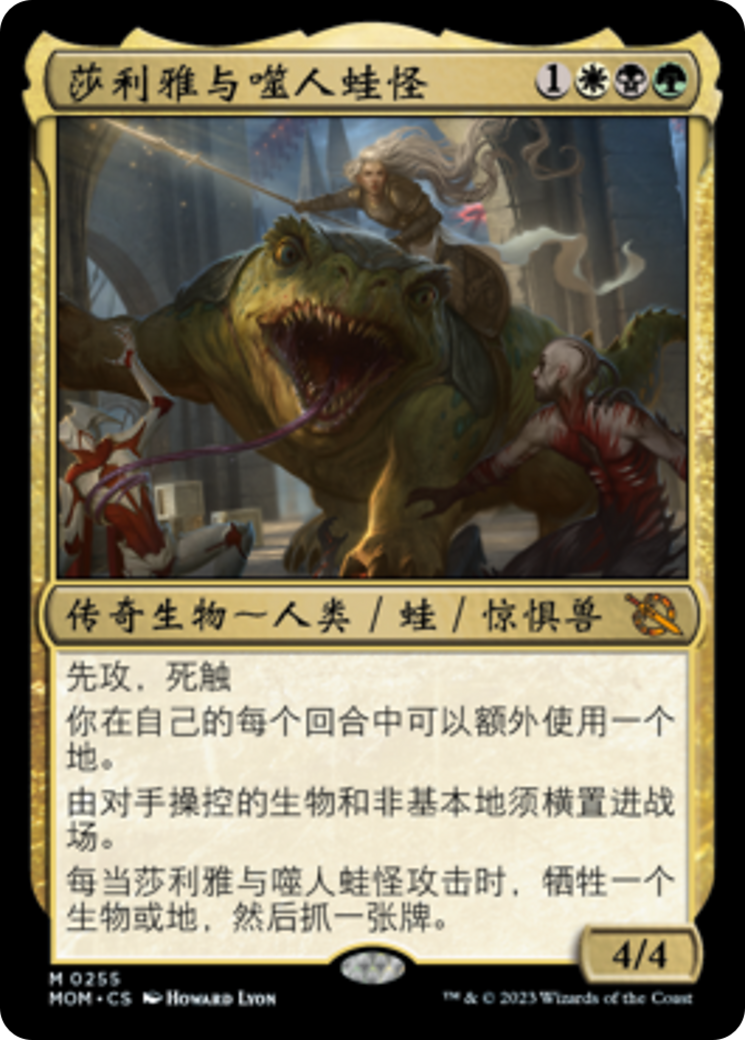 莎利雅与噬人蛙怪 1
传奇生物～人类／蛙／惊惧兽
先攻，死触
你在自己的每个回合中可以额外使用一个
地。
由对手操控的生物和非基本地须横置进战
场。
每当莎利雅与噬人蛙怪攻击时，牺牲一个
生物或地，然后抓一张牌。
4/4
M 0255
MOM • CS Howard Lyon ™ & © 2023 Wizards of the Coast